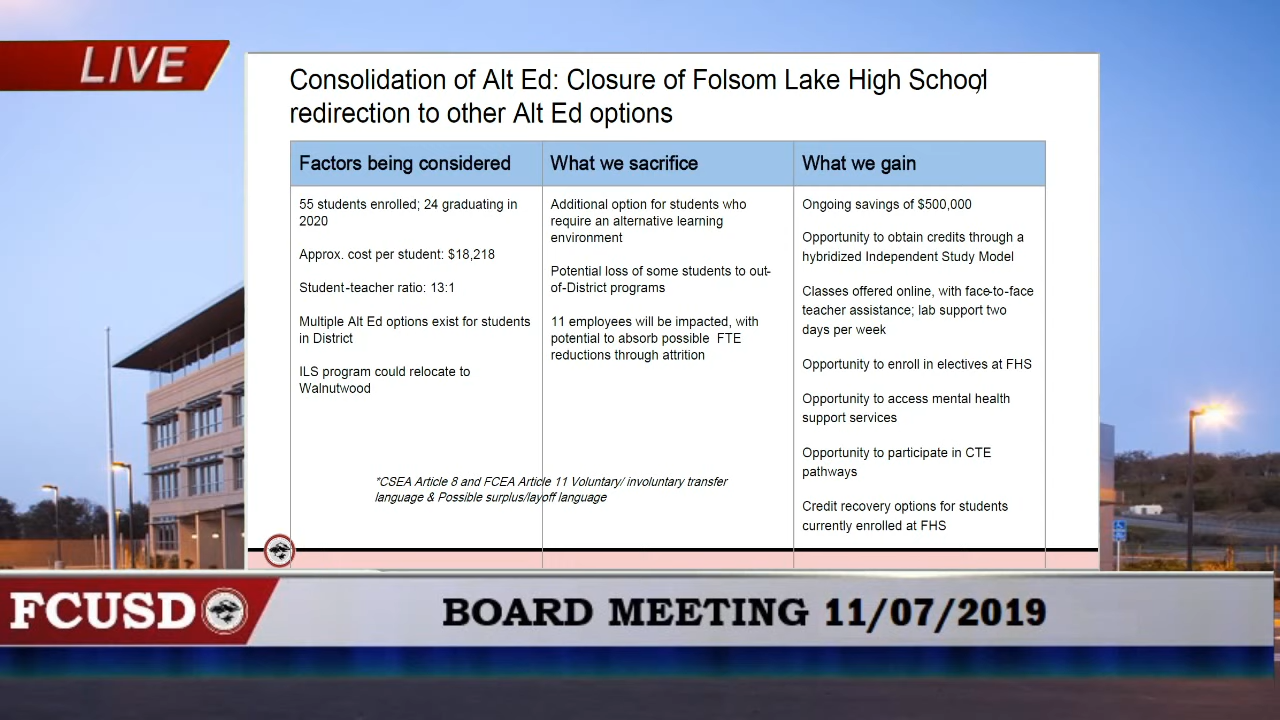 LIVE
Consolidation of Alt Ed: Closure of Folsom Lake High School,
redirection to other Alt Ed options
Factors being considered
55 students enrolled; 24 graduating in
2020
Approx. cost per student: $18,218
Student-teacher ratio: 13:1
Multiple Alt Ed options exist for students
in District
ILS program could relocate to
Walnutwood
What we sacrifice
Additional option for students who
require an alternative learning
environment
Potential loss of some students to out-
of-District programs
11 employees will be impacted, with
potential to absorb possible FTE
reductions through attrition
What we gain
Ongoing savings of $500,000
Opportunity to obtain credits through a
hybridized Independent Study Model
Classes offered online, with face-to-face
teacher assistance; lab support two
days per week
Opportunity to enroll in electives at FHS
Opportunity to access mental health
support services
Opportunity to participate in CTE
pathways
Credit recovery options for students
currently enrolled at FHS
*CSEA Article 8 and FCEA Article 11 Voluntary/ involuntary transfer
language & Possible surplus/layoff language
FCUSD
BOARD MEETING 11/07/2019